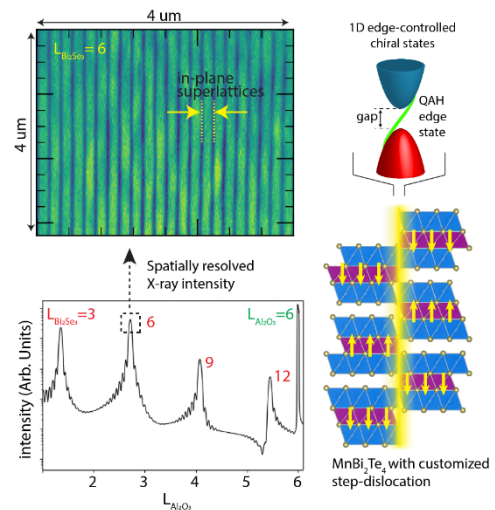 4 um
L_Bi₂Se₃ = 6
in-plane
superlattices
4 um
1D edge-controlled
chiral states
gap
QAH
edge
state
Spatially resolved
X-ray intensity
L_Bi₂Se₃=3
6
L_Al₂O₃=6
9
12
intensity (Arb. Units)
2
3
4
5
6
L_Al₂O₃
MnBi₂Te₄ with customized
step-dislocation